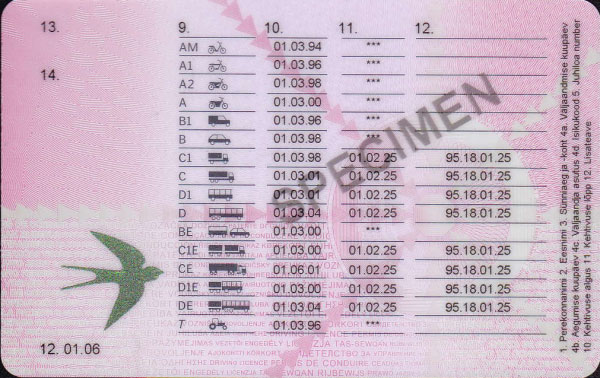 13.
14.
9. 10. 11. 12.
AM 01.03.94 ***
A1 01.03.96 ***
A2 01.03.98 ***
A 01.03.00 ***
B1 01.03.96 ***
B 01.03.98 ***
C1 01.03.98 01.02.25 95.18.01.25
C 01.03.01 01.02.25 95.18.01.25
D1 01.03.01 01.02.25 95.18.01.25
D 01.03.04 01.02.25 95.18.01.25
BE 01.03.00 ***
C1E 01.03.00 01.02.25 95.18.01.25
CE 01.06.01 01.02.25 95.18.01.25
D1E 01.03.00 01.02.25 95.18.01.25
DE 01.03.04 01.02.25 95.18.01.25
T 01.03.96 ***
12. 01.06
SPECIMEN
1. Perekonnanimi 2. Eesnimi 3. Sünniaeg ja -koht 4a. Väljaandmise kuupäev
4b. Aegumise kuupäev 4c. Väljaandja asutus 4d. Isikukood 5. Juhiloa number
10. Kehtivuse algus 11. Kehtivuse lõpp 12. Lisateave